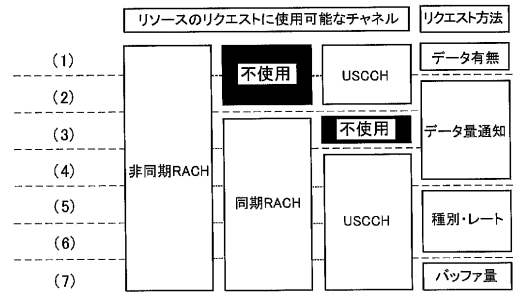 リソースのリクエストに使用可能なチャネル
リクエスト方法
(1)
(2)
(3)
(4)
(5)
(6)
(7)
非同期RACH
不使用
同期RACH
USCCH
不使用
USCCH
データ有無
データ量通知
種別・レート
バッファ量